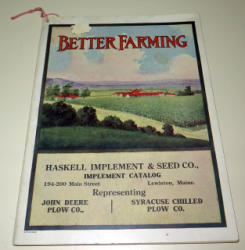 BETTER FARMING
HASKELL IMPLEMENT & SEED CO.,
IMPLEMENT CATALOG
194-200 Main Street Lewiston, Maine.
Representing
JOHN DEERE SYRACUSE CHILLED
PLOW CO. PLOW CO.